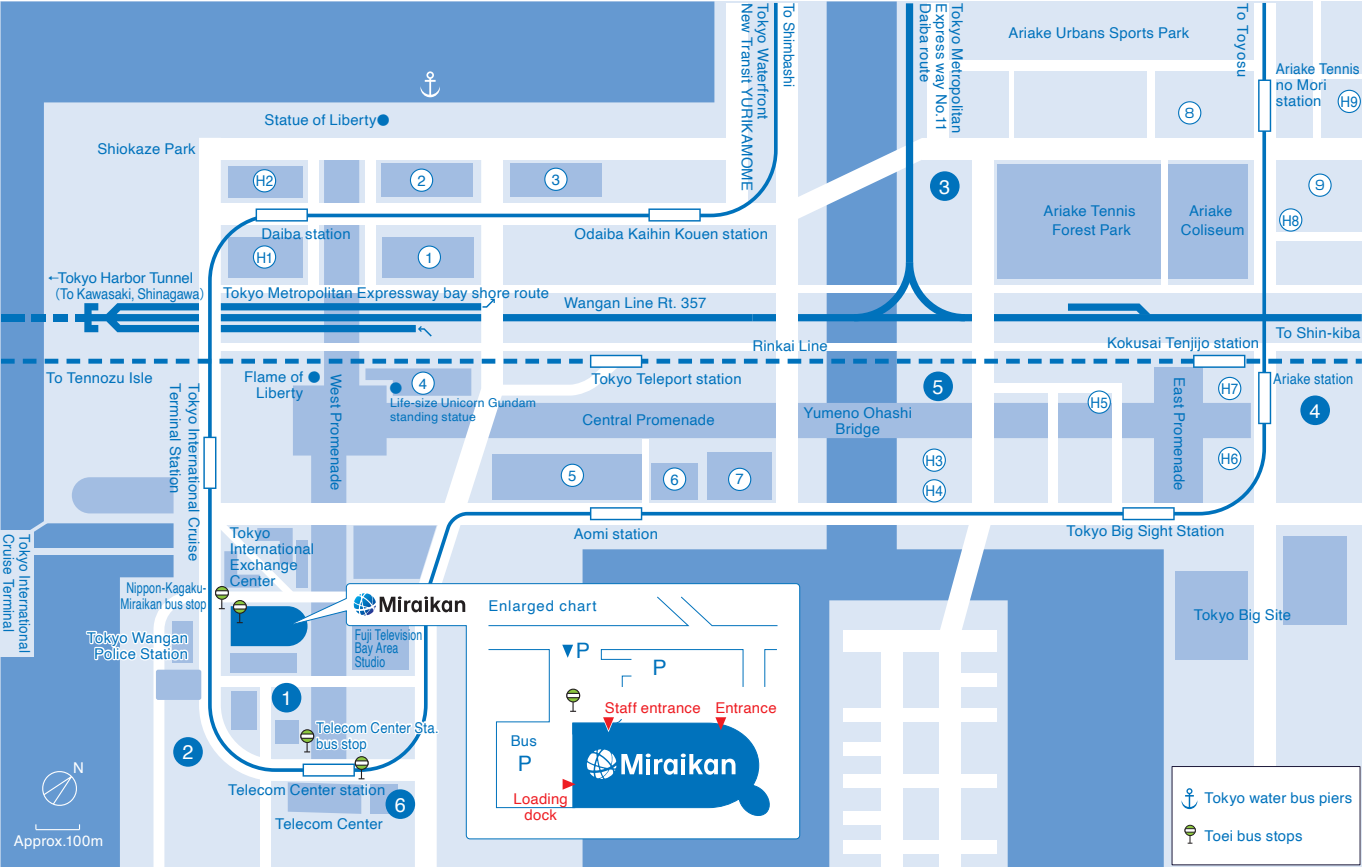 To Shimbashi
Tokyo Waterfront
New Transit YURIKAMOME
Tokyo Metropolitan
Express way No.11
Daiba route
Ariake Urbans Sports Park
To Toyosu
Ariake Tennis
no Mori
station
H9
8
Statue of Liberty
Shiokaze Park
H2
2
3
3
9
H8
Ariake Tennis
Forest Park
Ariake
Coliseum
Daiba station
Odaiba Kaihin Kouen station
H1
1
←Tokyo Harbor Tunnel
(To Kawasaki, Shinagawa)
Tokyo Metropolitan Expressway bay shore route
Wangan Line Rt. 357
To Shin-kiba
Rinkai Line
Kokusai Tenjijo station
To Tennozu Isle
Flame of
Liberty
4
Tokyo Teleport station
5
H7
Ariake station
4
Life-size Unicorn Gundam
standing statue
H5
West Promenade
Central Promenade
Yumeno Ohashi
Bridge
East Promenade
Tokyo International Cruise
Terminal Station
5
6
7
H3
H4
H6
Aomi station
Tokyo Big Sight Station
Tokyo International
Cruise Terminal
Tokyo
International
Exchange
Center
Nippon-Kagaku-
Miraikan bus stop
Miraikan
Enlarged chart
Tokyo Wangan
Police Station
Fuji Television
Bay Area
Studio
Tokyo Big Site
P
P
Staff entrance
Entrance
1
Telecom Center Sta.
bus stop
2
Bus
P
Miraikan
Loading
dock
Telecom Center station
6
Telecom Center
N
Approx.100m
Tokyo water bus piers
Toei bus stops